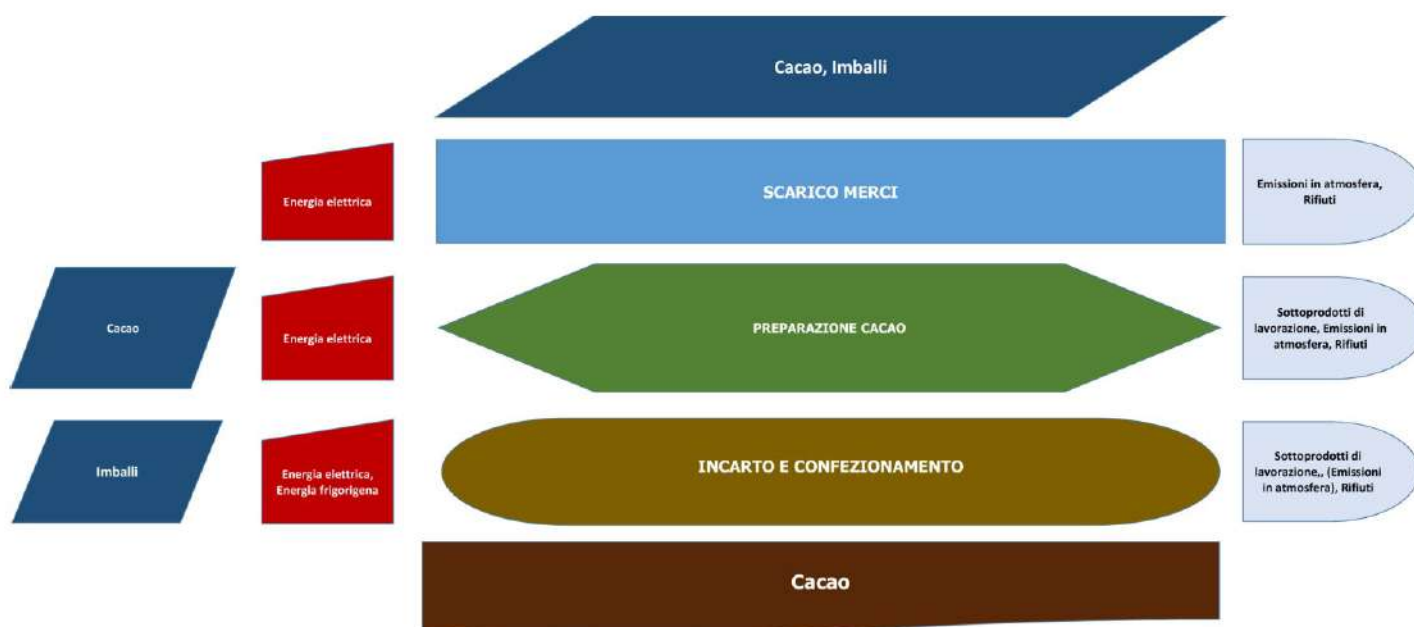 Cacao, Imballi
Energia elettrica
SCARICO MERCI
Emissioni in atmosfera,
Rifiuti
Cacao
Energia elettrica
PREPARAZIONE CACAO
Sottoprodotti di
lavorazione, Emissioni in
atmosfera, Rifiuti
Imballi
Energia elettrica,
Energia frigorigena
INCARTO E CONFEZIONAMENTO
Sottoprodotti di
lavorazione,, (Emissioni
in atmosfera), Rifiuti
Cacao